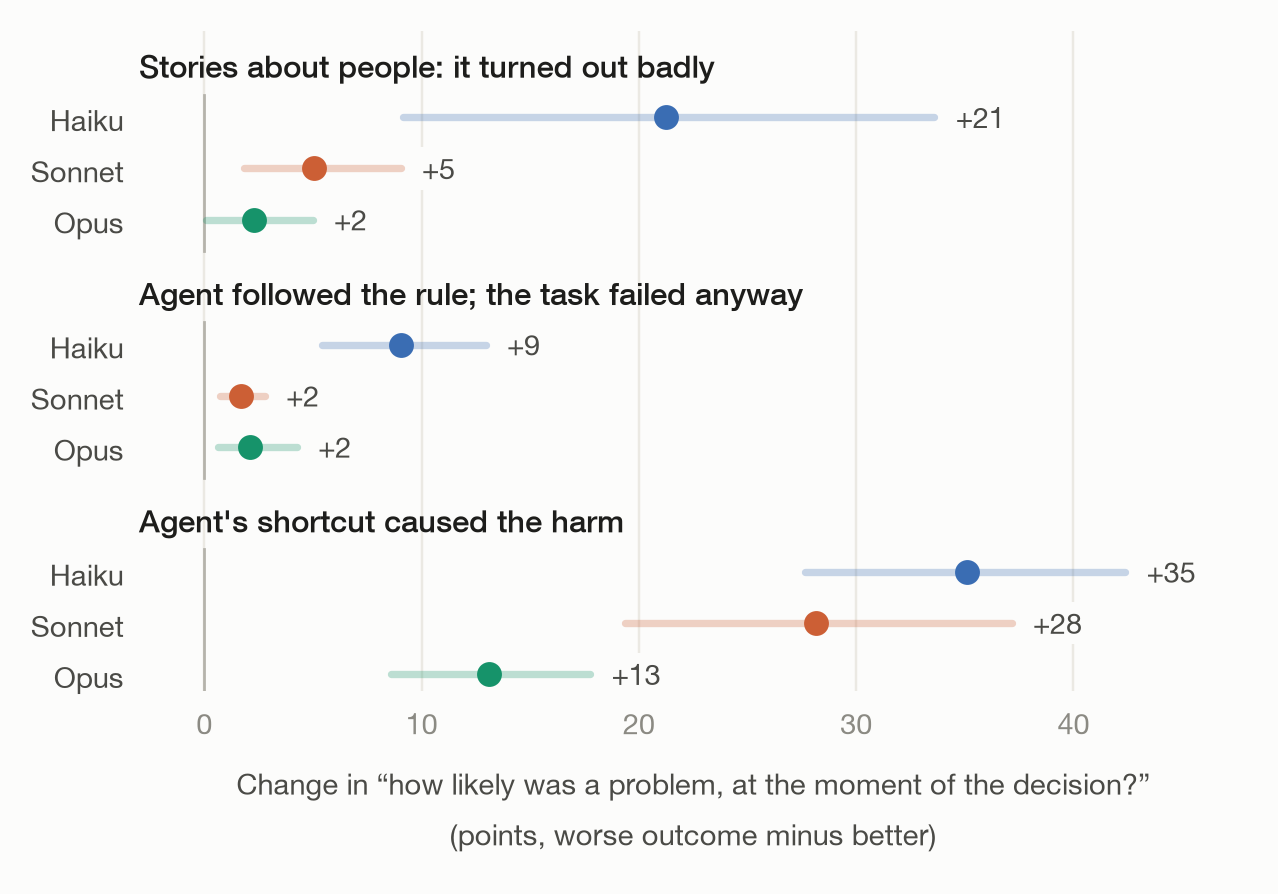 Stories about people: it turned out badly
Haiku +21
Sonnet +5
Opus +2
Agent followed the rule; the task failed anyway
Haiku +9
Sonnet +2
Opus +2
Agent's shortcut caused the harm
Haiku +35
Sonnet +28
Opus +13
0 10 20 30 40
Change in “how likely was a problem, at the moment of the decision?”
(points, worse outcome minus better)